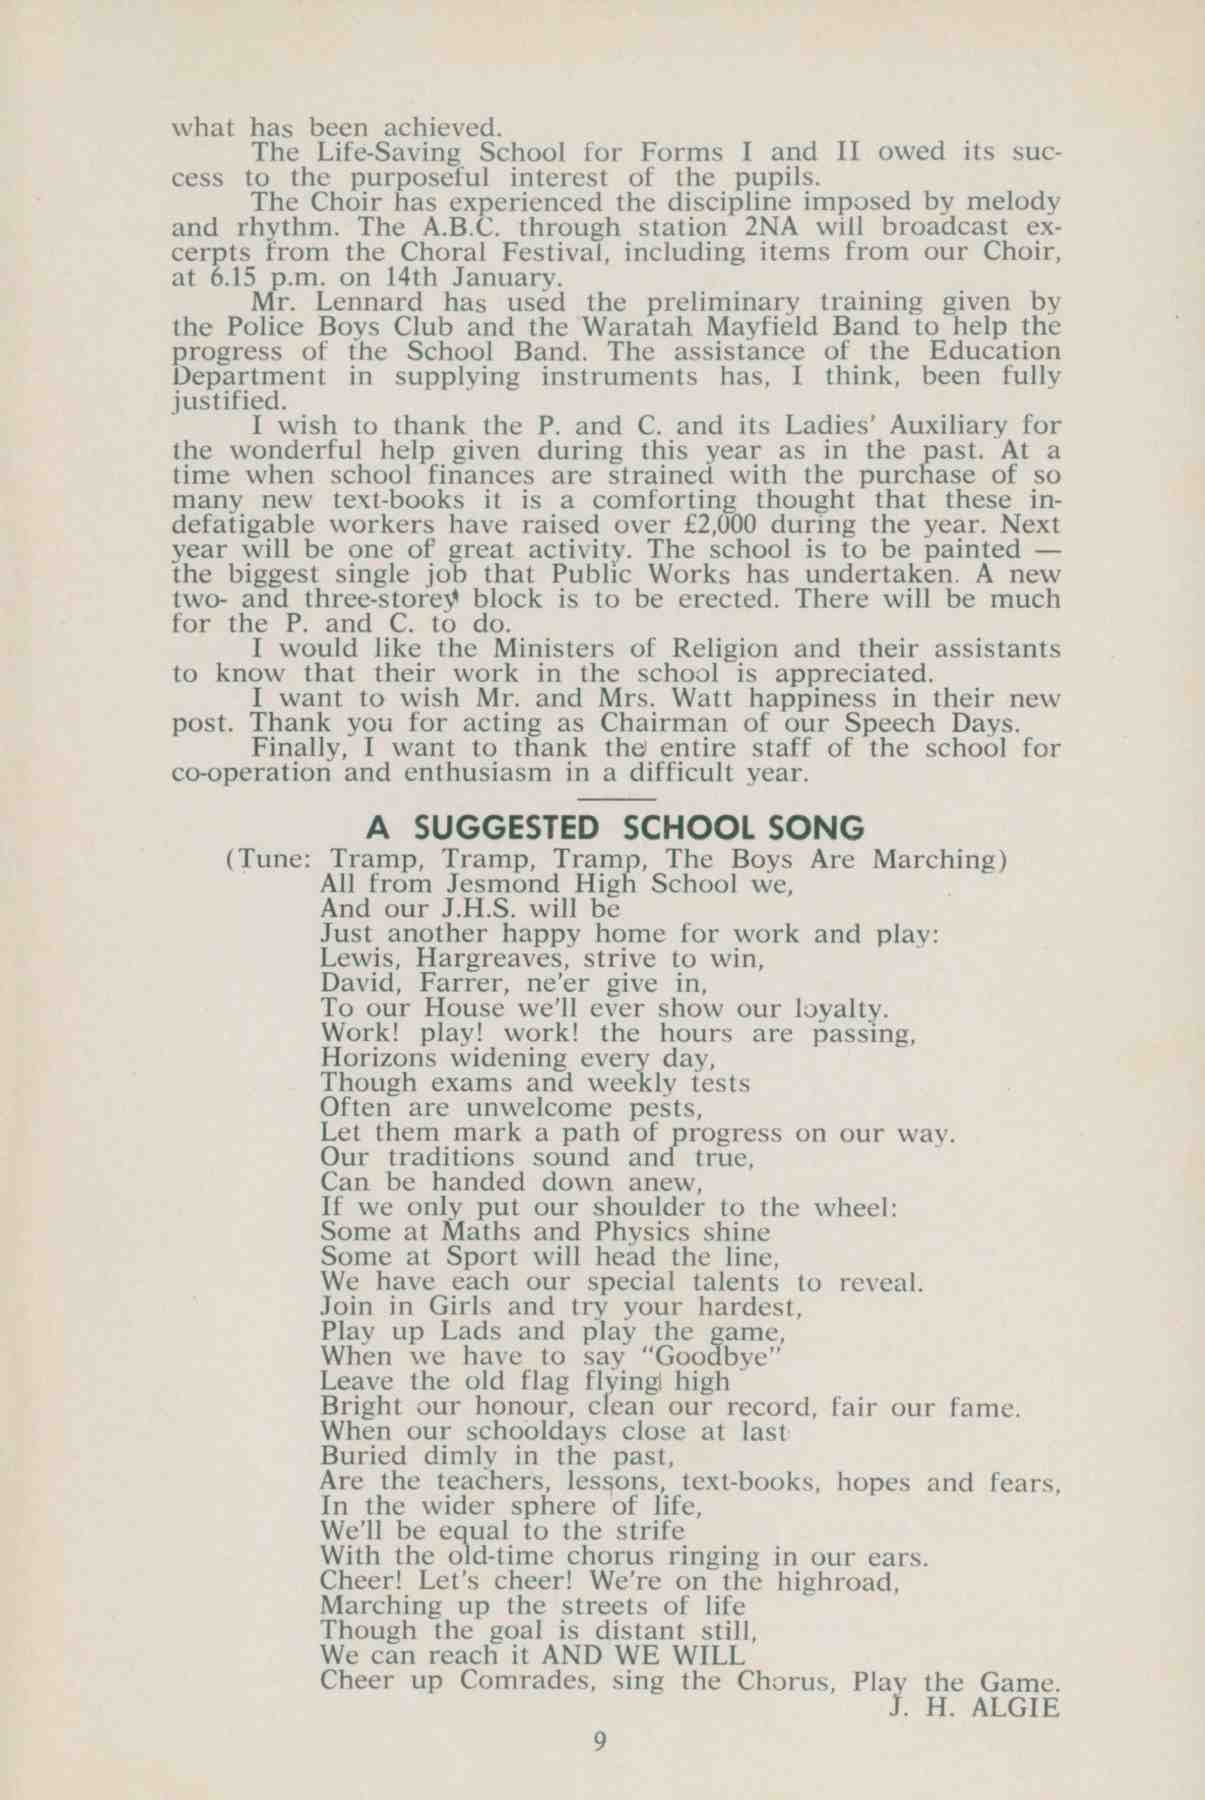 what has been achieved.
The Life-Saving School for Forms I and II owed its suc-
cess to the purposeful interest of the pupils.
The Choir has experienced the discipline imposed by melody
and rhythm. The A.B.C. through station 2NA will broadcast ex-
cerpts from the Choral Festival, including items from our Choir,
at 6.15 p.m. on 14th January.
Mr. Lennard has used the preliminary training given by
the Police Boys Club and the Waratah Mayfield Band to help the
progress of the School Band. The assistance of the Education
Department in supplying instruments has, I think, been fully
justified.
I wish to thank the P. and C. and its Ladies' Auxiliary for
the wonderful help given during this year as in the past. At a
time when school finances are strained with the purchase of so
many new text-books it is a comforting thought that these in-
defatigable workers have raised over £2,000 during the year. Next
year will be one of great activity. The school is to be painted —
the biggest single job that Public Works has undertaken. A new
two- and three-storey block is to be erected. There will be much
for the P. and C. to do.
I would like the Ministers of Religion and their assistants
to know that their work in the school is appreciated.
I want to wish Mr. and Mrs. Watt happiness in their new
post. Thank you for acting as Chairman of our Speech Days.
Finally, I want to thank the entire staff of the school for
co-operation and enthusiasm in a difficult year.
A SUGGESTED SCHOOL SONG
(Tune: Tramp, Tramp, Tramp, The Boys Are Marching)
All from Jesmond High School we,
And our J.H.S. will be
Just another happy home for work and play:
Lewis, Hargreaves, strive to win,
David, Farrer, ne'er give in,
To our House we'll ever show our loyalty.
Work! play! work! the hours are passing,
Horizons widening every day,
Though exams and weekly tests
Often are unwelcome pests,
Let them mark a path of progress on our way.
Our traditions sound and true,
Can be handed down anew,
If we only put our shoulder to the wheel:
Some at Maths and Physics shine
Some at Sport will head the line,
We have each our special talents to reveal.
Join in Girls and try your hardest,
Play up Lads and play the game,
When we have to say "Goodbye"
Leave the old flag flying high
Bright our honour, clean our record, fair our fame.
When our schooldays close at last
Buried dimly in the past,
Are the teachers, lessons, text-books, hopes and fears,
In the wider sphere of life,
We'll be equal to the strife
With the old-time chorus ringing in our ears.
Cheer! Let's cheer! We're on the highroad,
Marching up the streets of life
Though the goal is distant still,
We can reach it AND WE WILL
Cheer up Comrades, sing the Chorus, Play the Game.
J. H. ALGIE
9